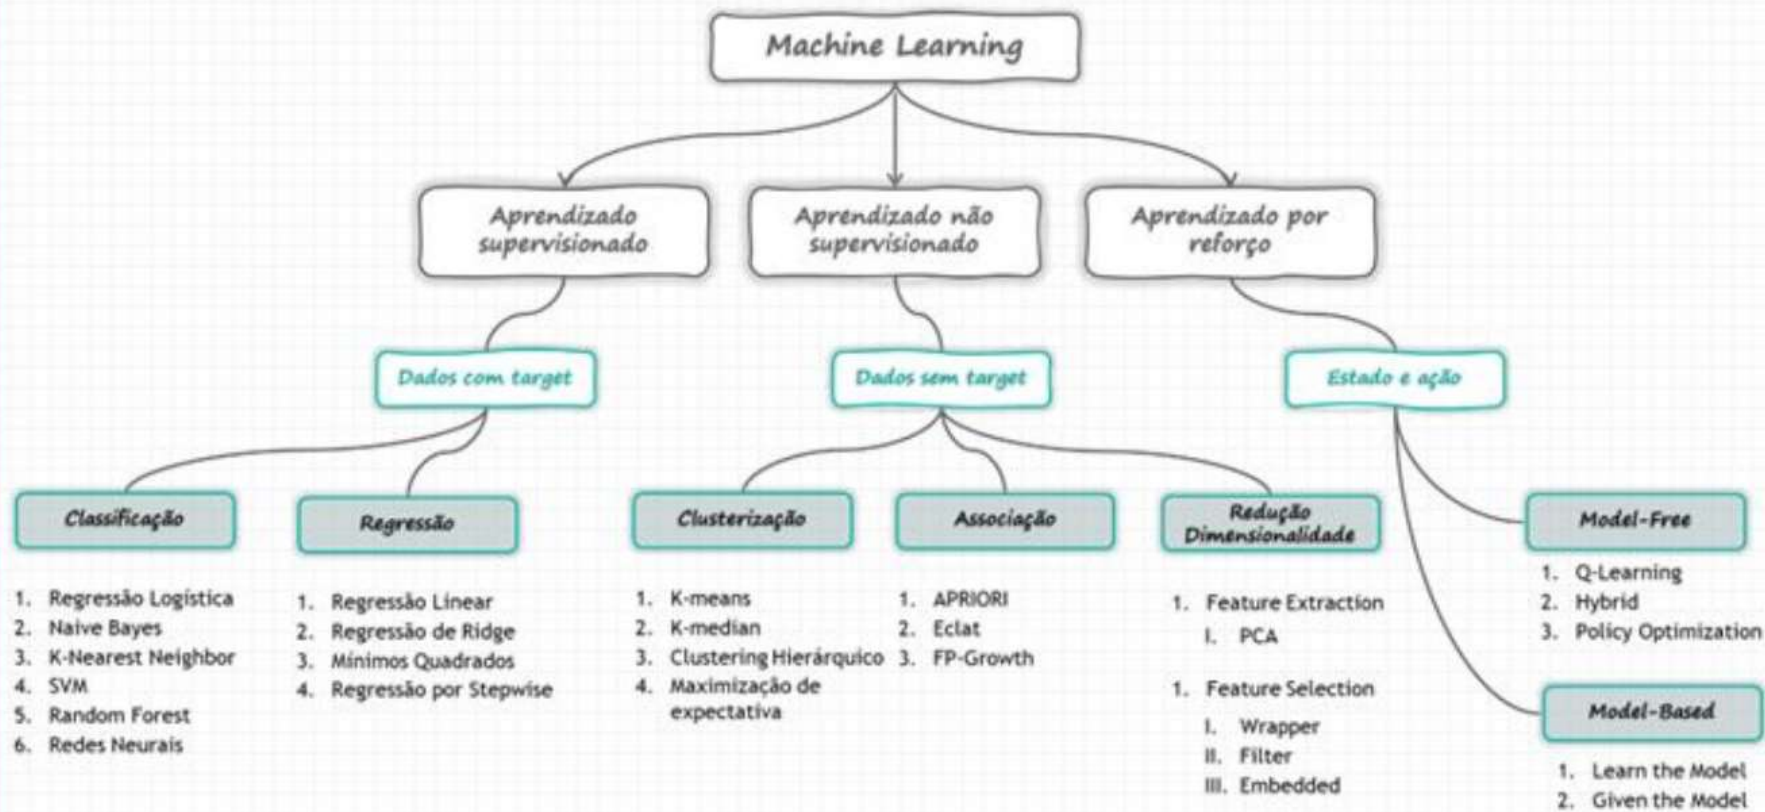 Machine Learning
Aprendizado
supervisionado
Aprendizado não
supervisionado
Aprendizado por
reforço
Dados com target
Dados sem target
Estado e ação
Classificação
1. Regressão Logística
2. Naive Bayes
3. K-Nearest Neighbor
4. SVM
5. Random Forest
6. Redes Neurais
Regressão
1. Regressão Linear
2. Regressão de Ridge
3. Mínimos Quadrados
4. Regressão por Stepwise
Clusterização
1. K-means
2. K-median
3. Clustering Hierárquico
4. Maximização de
expectativa
Associação
1. APRIORI
2. Eclat
3. FP-Growth
Redução
Dimensionalidade
1. Feature Extraction
I. PCA
1. Feature Selection
I. Wrapper
II. Filter
III. Embedded
Model-Free
1. Q-Learning
2. Hybrid
3. Policy Optimization
Model-Based
1. Learn the Model
2. Given the Model